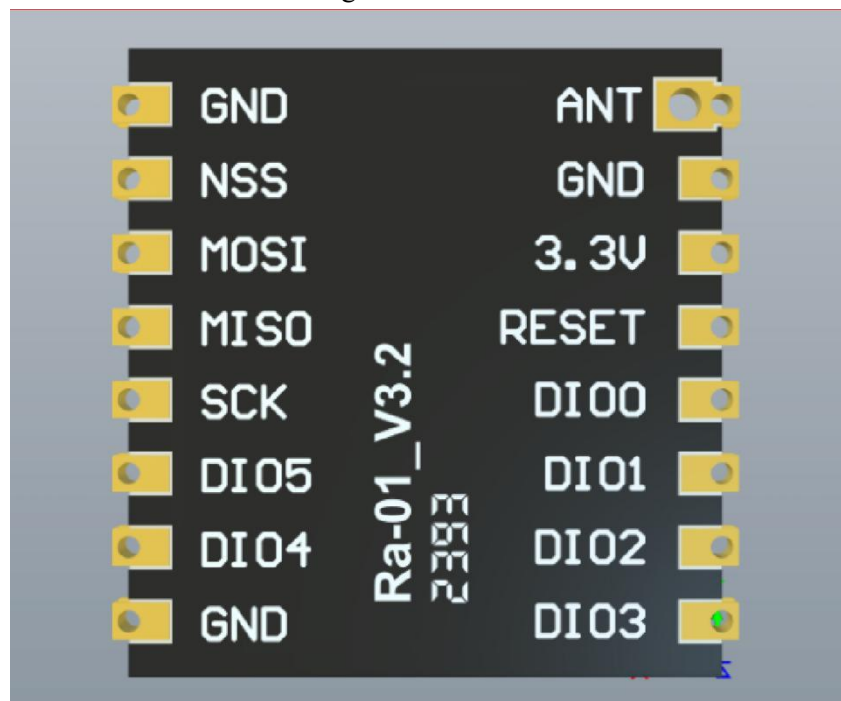 GND ANT
NSS GND
MOSI 3.3V
MISO RESET
SCK DIO0
DIO5 DIO1
DIO4 DIO2
GND DIO3
Ra-01_V3.2
2393
Z